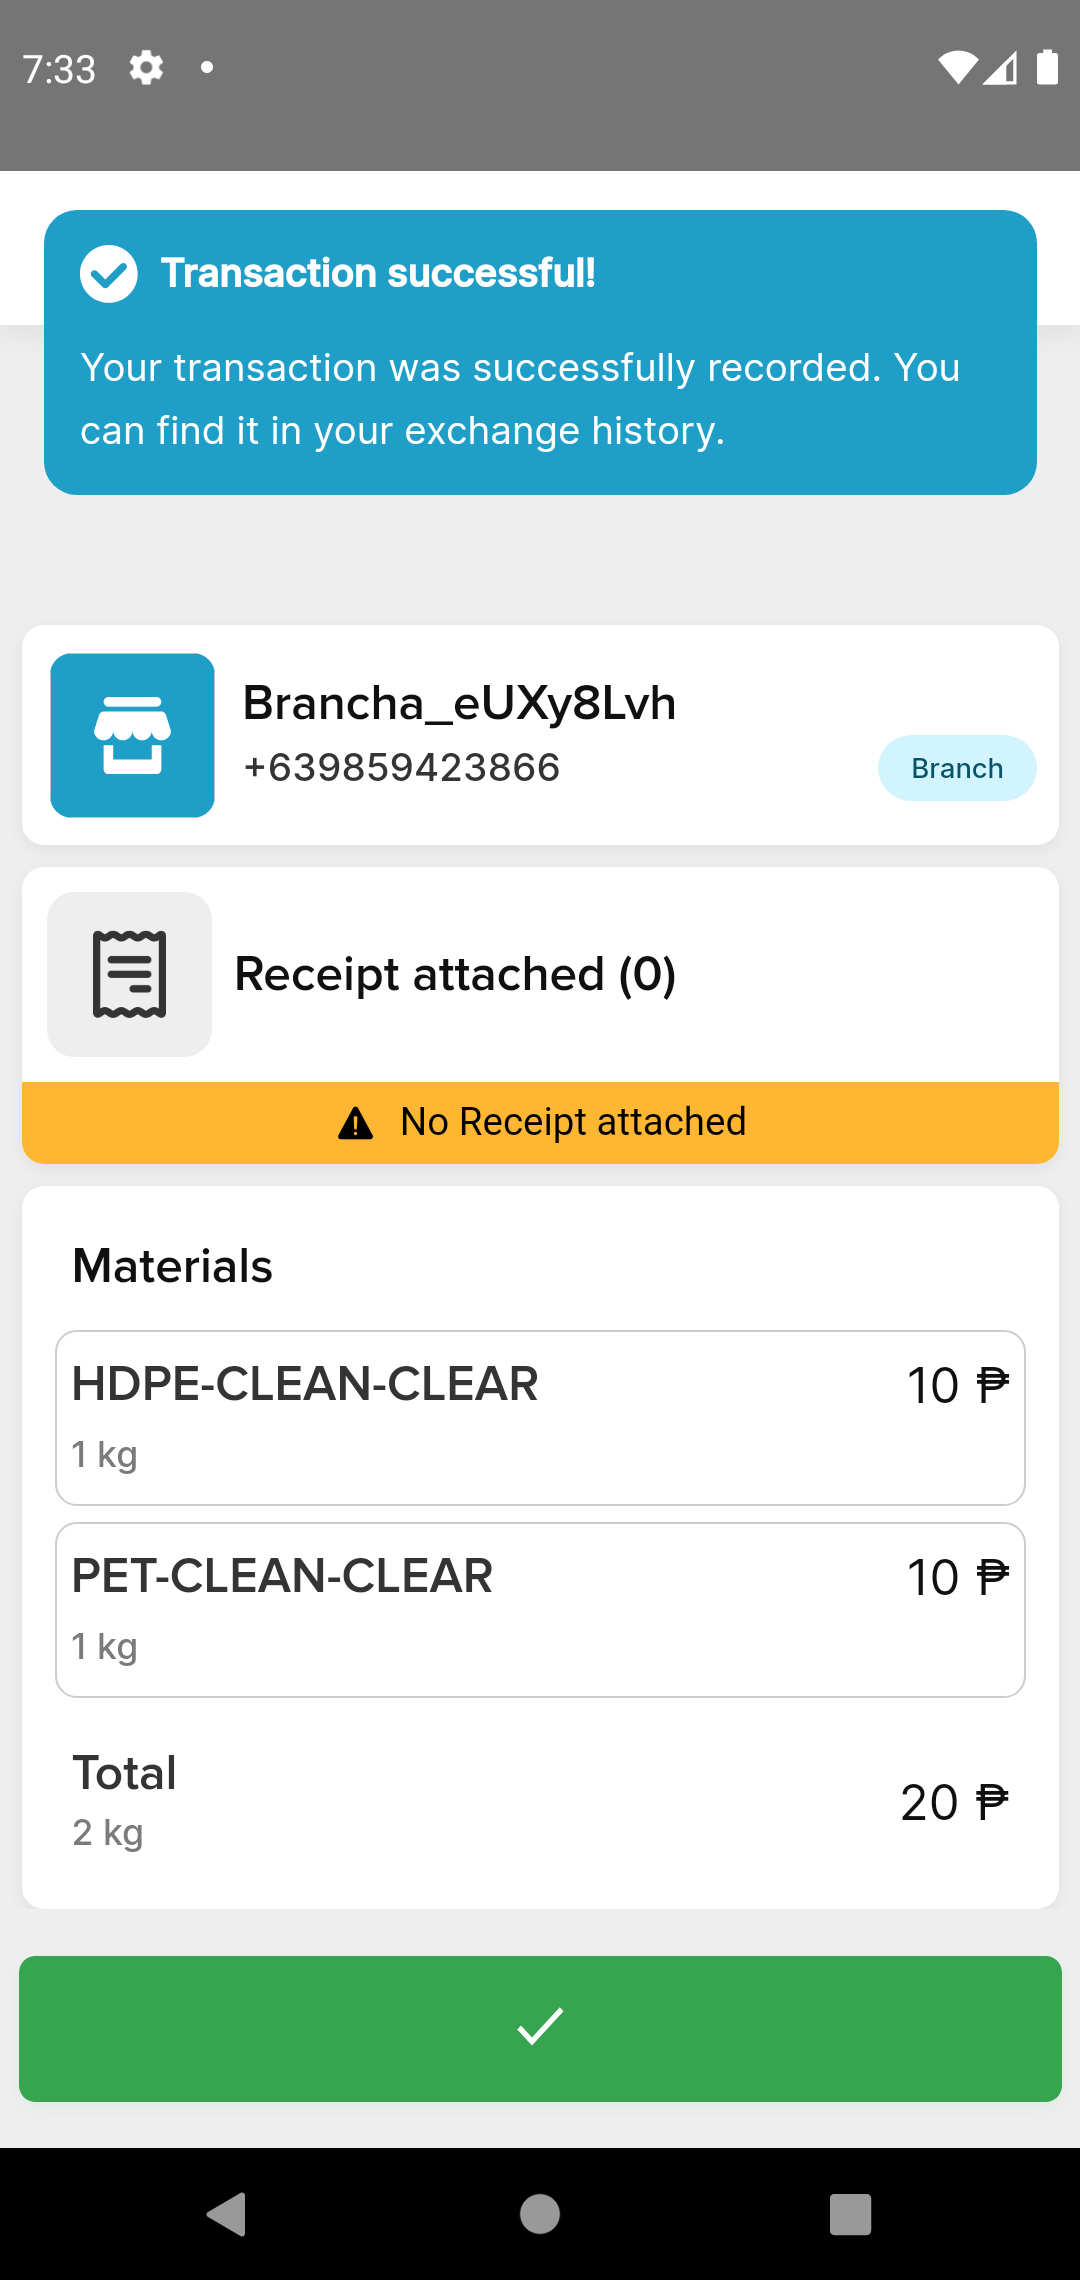 7:33
Transaction successful!
Your transaction was successfully recorded. You
can find it in your exchange history.
Brancha_eUXy8Lvh
+639859423866
Branch
Receipt attached (0)
No Receipt attached
Materials
HDPE-CLEAN-CLEAR
10 ₱
1 kg
PET-CLEAN-CLEAR
10 ₱
1 kg
Total
20 ₱
2 kg